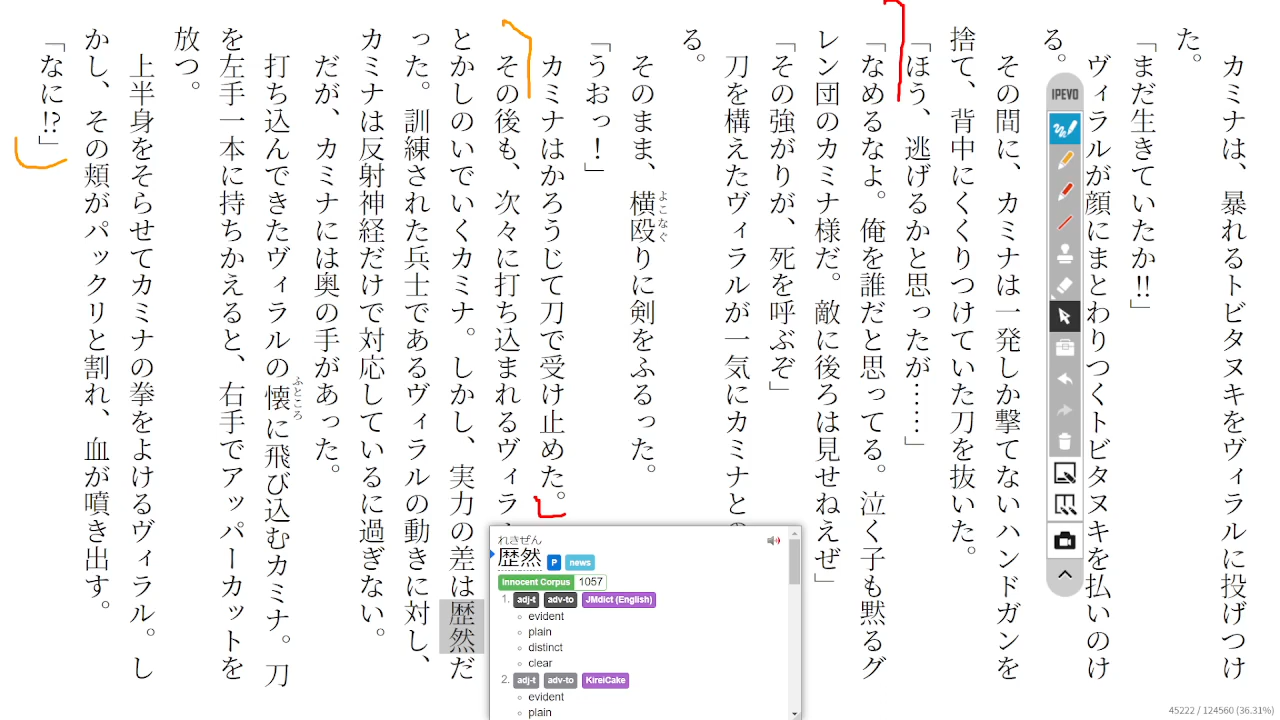 カミナは、暴れるトビタヌキをヴィラルに投げつけ
た。
「まだ生きていたか!!」
ヴィラルが顔にまとわりつくトビタヌキを払いのけ
る。
その間に、カミナは一発しか撃てないハンドガンを
捨て、背中にくくりつけていた刀を抜いた。
「ほう、逃げるかと思ったが……」
「なめるなよ。俺を誰だと思ってる。泣く子も黙るグ
レン団のカミナ様だ。敵に後ろは見せねえぜ」
「その強がりが、死を呼ぶぞ」
刀を構えたヴィラルが一気にカミナとの
る。
よこなぐ
そのまま、横殴りに剣をふるった。
「うおっ！」
カミナはかろうじて刀で受け止めた。
その後も、次々に打ち込まれるヴィラ
とかしのいでいくカミナ。しかし、実力の差は歴然だ
った。訓練された兵士であるヴィラルの動きに対し、
カミナは反射神経だけで対応しているに過ぎない。
だが、カミナには奥の手があった。
ふところ
打ち込んできたヴィラルの懐に飛び込むカミナ。刀
を左手一本に持ちかえると、右手でアッパーカットを
放つ。
上半身をそらせてカミナの拳をよけるヴィラル。し
かし、その頬がパックリと割れ、血が噴き出す。
「なに!?」
IPEVO
れきぜん
歴然 P news
Innocent Corpus 1057
1. adj-t adv-to JMdict (English)
evident
plain
distinct
clear
2. adj-t adv-to KireiCake
evident
plain
45222 / 124560 (36.31%)